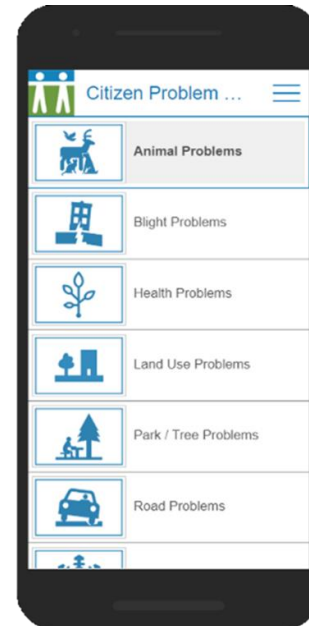 Citizen Problem ...
Animal Problems
Blight Problems
Health Problems
Land Use Problems
Park / Tree Problems
Road Problems